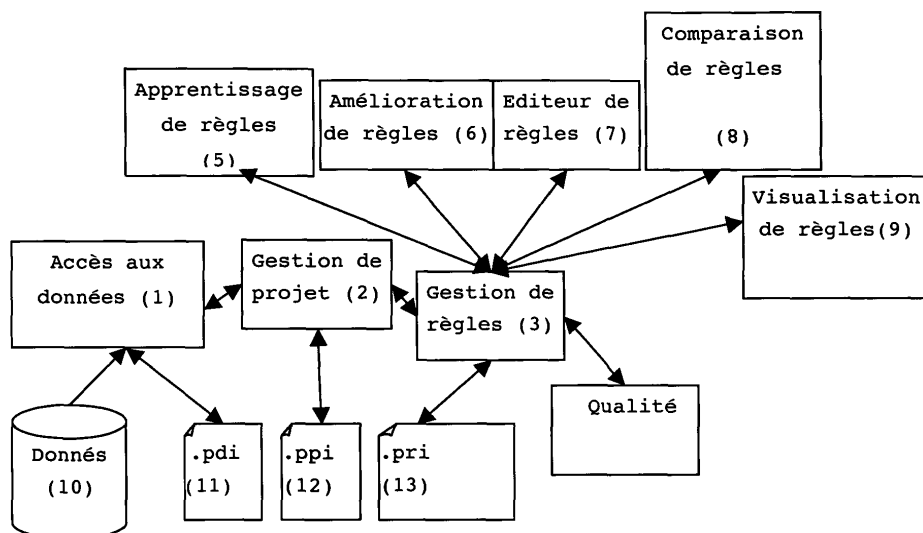 Comparaison
de règles
(8)
Apprentissage
de règles
(5)
Amélioration
de règles (6)
Editeur de
règles (7)
Visualisation
de règles(9)
Accès aux
données (1)
Gestion de
projet (2)
Gestion de
règles (3)
Qualité
Donnés
(10)
.pdi
(11)
.ppi
(12)
.pri
(13)